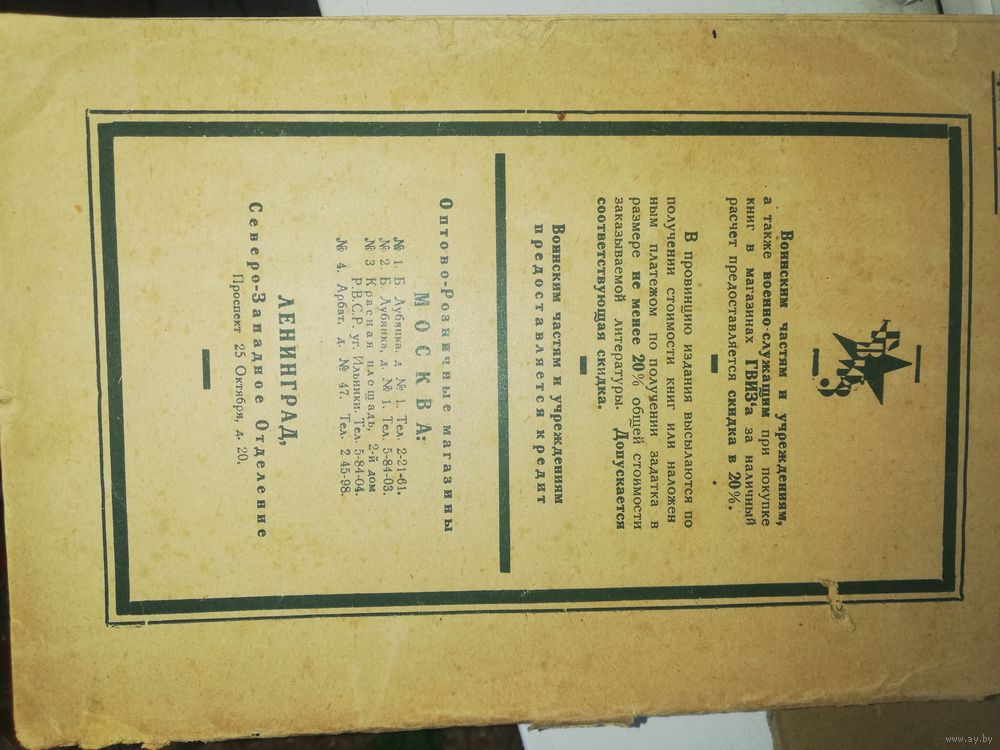 ГВИЗ
Воинским частям и учреждениям,
а также военно-служащим при покупке
книг в магазинах ГВИЗ'а за наличный
расчет предоставляется скидка в 20%.
В провинцию издания высылаются по
получении стоимости книг или наложен
ным платежом по получении задатка в
размере не менее 20% общей стоимости
заказываемой литературы. Допускается
соответствующая скидка.
Воинским частям и учреждениям
предоставляется кредит
Оптово-Розничные магазины
МОСКВА:
№ 1. Б Лубянка. д № 1. Тел. 2-21-61.
№ 2. Б. Лубянка, д. № 1. Тел. 5-84-03.
№ 3 Красная площадь, 2-й дом
Р.В.С.Р уг. Ильинки. Тел. 5-84-04.
№ 4. Арбат, д. № 47. Тел. 2 45-98.
ЛЕНИНГРАД,
Северо-Западное Отделение
Проспект 25 Октября, д. 20.
www.ay.by